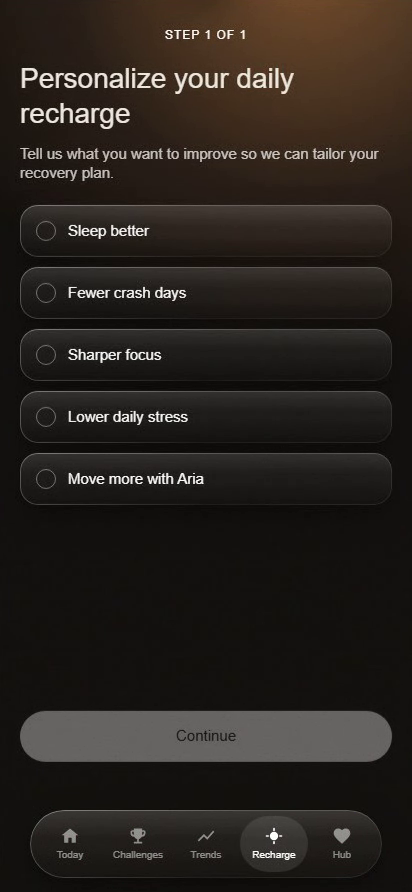 STEP 1 OF 1
Personalize your daily
recharge
Tell us what you want to improve so we can tailor your
recovery plan.
Sleep better
Fewer crash days
Sharper focus
Lower daily stress
Move more with Aria
Continue
Today Challenges Trends Recharge Hub